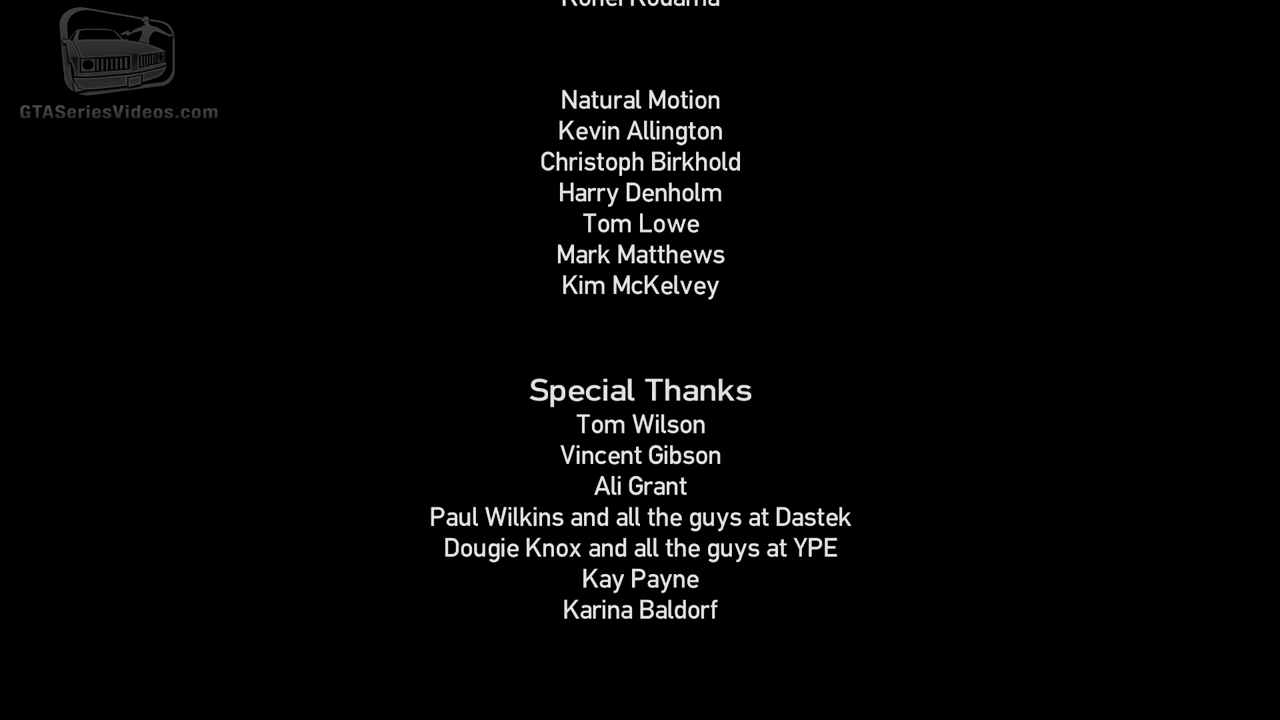 GTASeriesVideos.com
Natural Motion
Kevin Allington
Christoph Birkhold
Harry Denholm
Tom Lowe
Mark Matthews
Kim McKelvey
Special Thanks
Tom Wilson
Vincent Gibson
Ali Grant
Paul Wilkins and all the guys at Dastek
Dougie Knox and all the guys at YPE
Kay Payne
Karina Baldorf